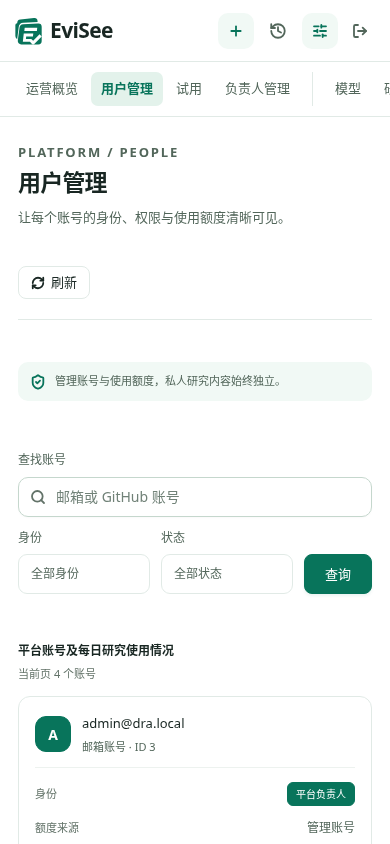 EviSee
运营概览 用户管理 试用 负责人管理 模型
PLATFORM / PEOPLE
用户管理
让每个账号的身份、权限与使用额度清晰可见。
刷新
管理账号与使用额度，私人研究内容始终独立。
查找账号
邮箱或 GitHub 账号
身份 状态
全部身份 全部状态 查询
平台账号及每日研究使用情况
当前页 4 个账号
A admin@dra.local
邮箱账号 · ID 3
身份 平台负责人
额度来源 管理账号